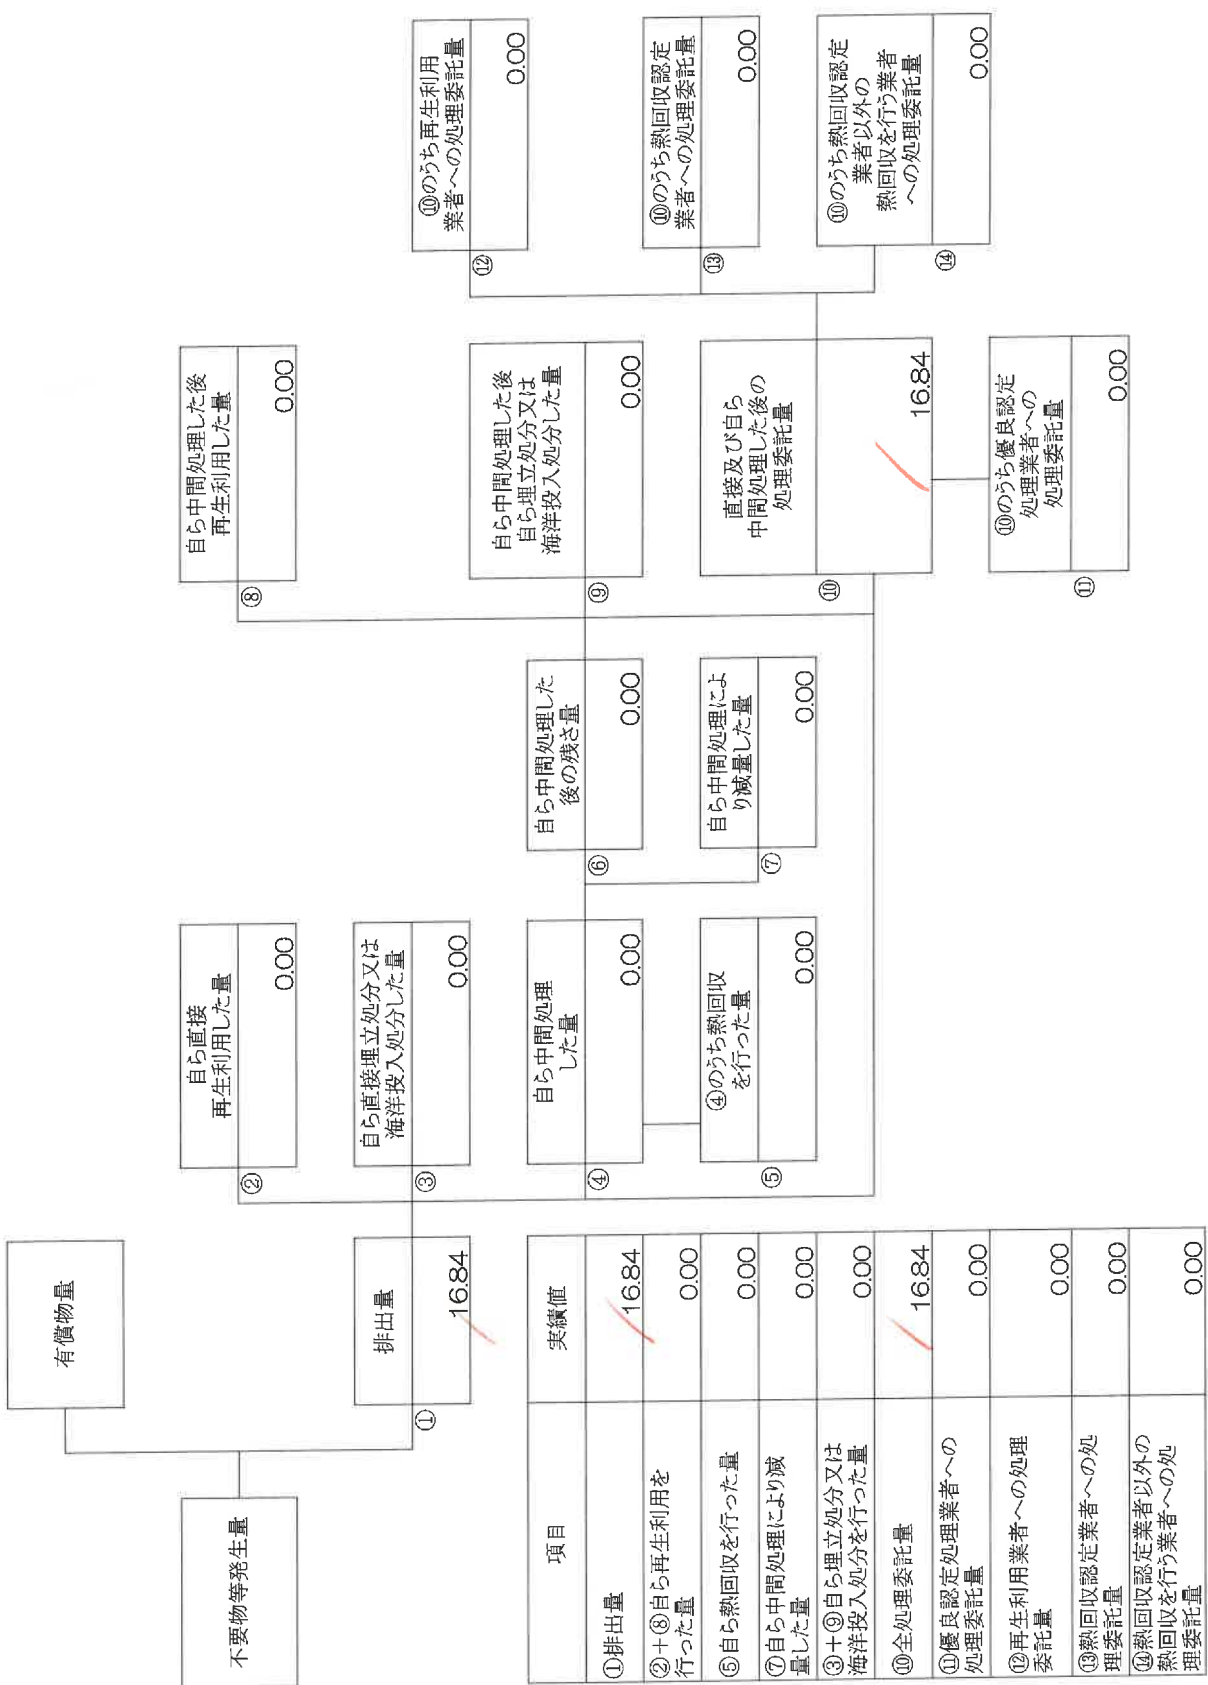 不要物等発生量
有償物量
①
排出量
16.84
②
自ら直接
再生利用した量
0.00
③
自ら直接埋立処分又は
海洋投入処分した量
0.00
④
自ら中間処理
した量
0.00
⑤
④のうち熱回収
を行った量
0.00
⑥
自ら中間処理した
後の残さ量
0.00
⑦
自ら中間処理によ
り減量した量
0.00
⑧
自ら中間処理した後
再生利用した量
0.00
⑨
自ら中間処理した後
自ら埋立処分又は
海洋投入処分した量
0.00
⑩
直接及び自ら
中間処理した後の
処理委託量
16.84
⑪
⑩のうち優良認定
処理業者への
処理委託量
0.00
⑫
⑩のうち再生利用
業者への処理委託量
0.00
⑬
⑩のうち熱回収認定
業者への処理委託量
0.00
⑭
⑩のうち熱回収認定
業者以外の
熱回収を行う業者
への処理委託量
0.00
項目 実績値
①排出量 16.84
②+⑧自ら再生利用を
行った量 0.00
⑤自ら熱回収を行った量 0.00
⑦自ら中間処理により減
量した量 0.00
③+⑨自ら埋立処分又は
海洋投入処分を行った量 0.00
⑩全処理委託量 16.84
⑪優良認定処理業者への
処理委託量 0.00
⑫再生利用業者への処理
委託量 0.00
⑬熱回収認定業者への処
理委託量 0.00
⑭熱回収認定業者以外の
熱回収を行う業者への処
理委託量 0.00